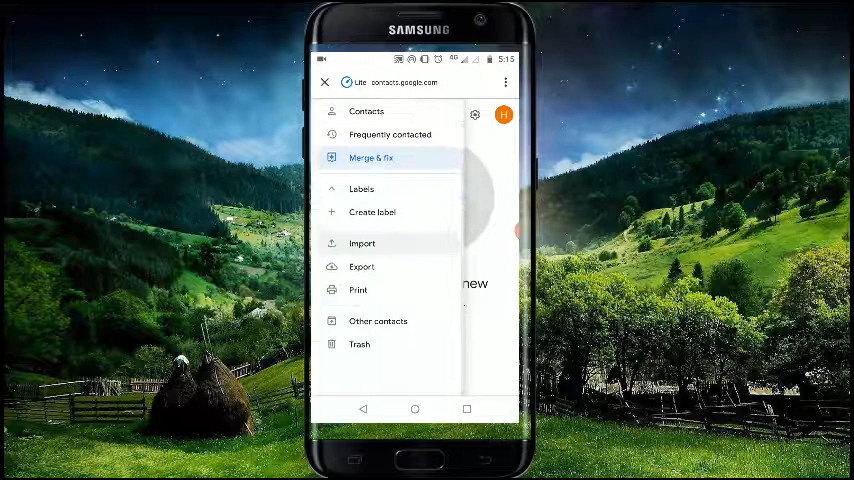 SAMSUNG
4G 5:15
Lite contacts.google.com
H
Contacts
Frequently contacted
Merge & fix
Labels
Create label
Import
new
Export
Print
Other contacts
Trash